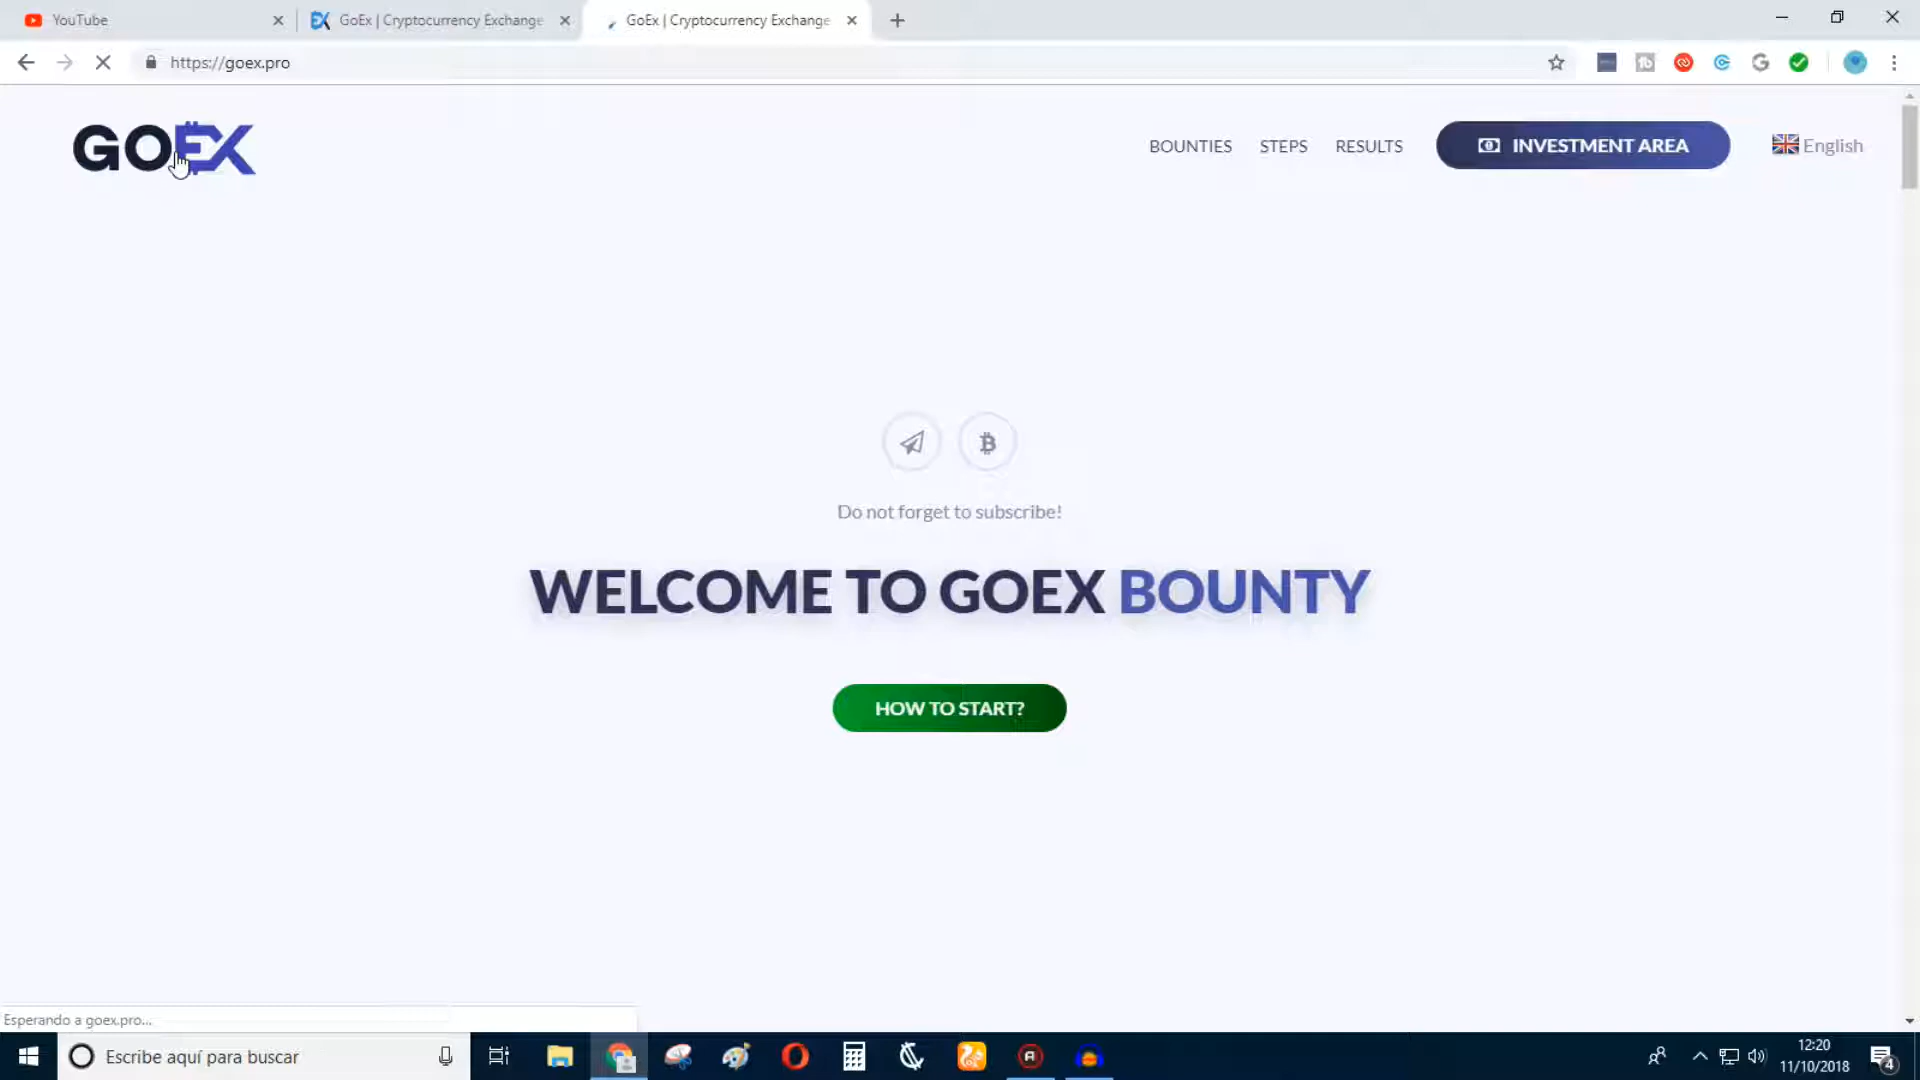 YouTube
GoEx | Cryptocurrency Exchange
GoEx | Cryptocurrency Exchange
https://goex.pro
GOEX
BOUNTIES
STEPS
RESULTS
INVESTMENT AREA
English
Do not forget to subscribe!
WELCOME TO GOEX BOUNTY
HOW TO START?
Esperando a goex.pro...
Escribe aquí para buscar
12:20
11/10/2018
4